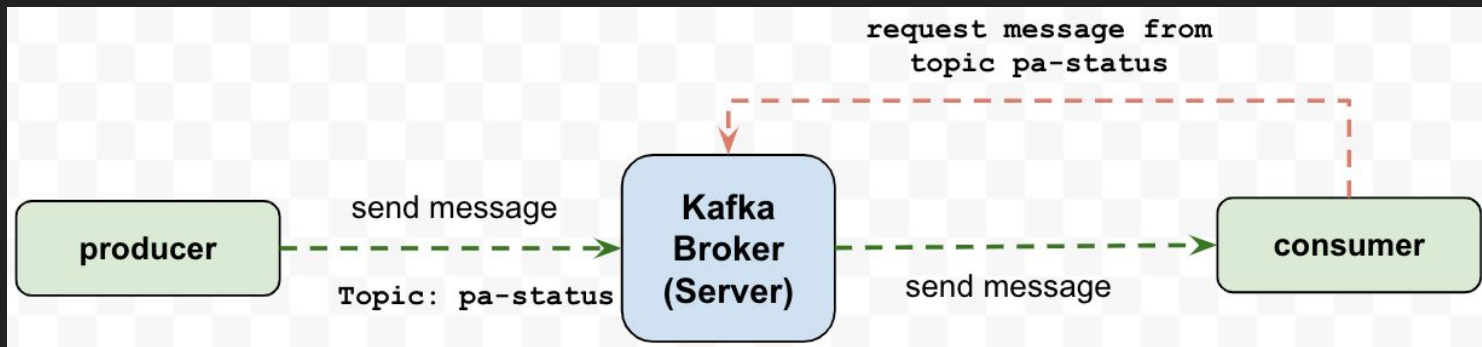 request message from
topic pa-status
producer
send message
Topic: pa-status
Kafka
Broker
(Server)
send message
consumer